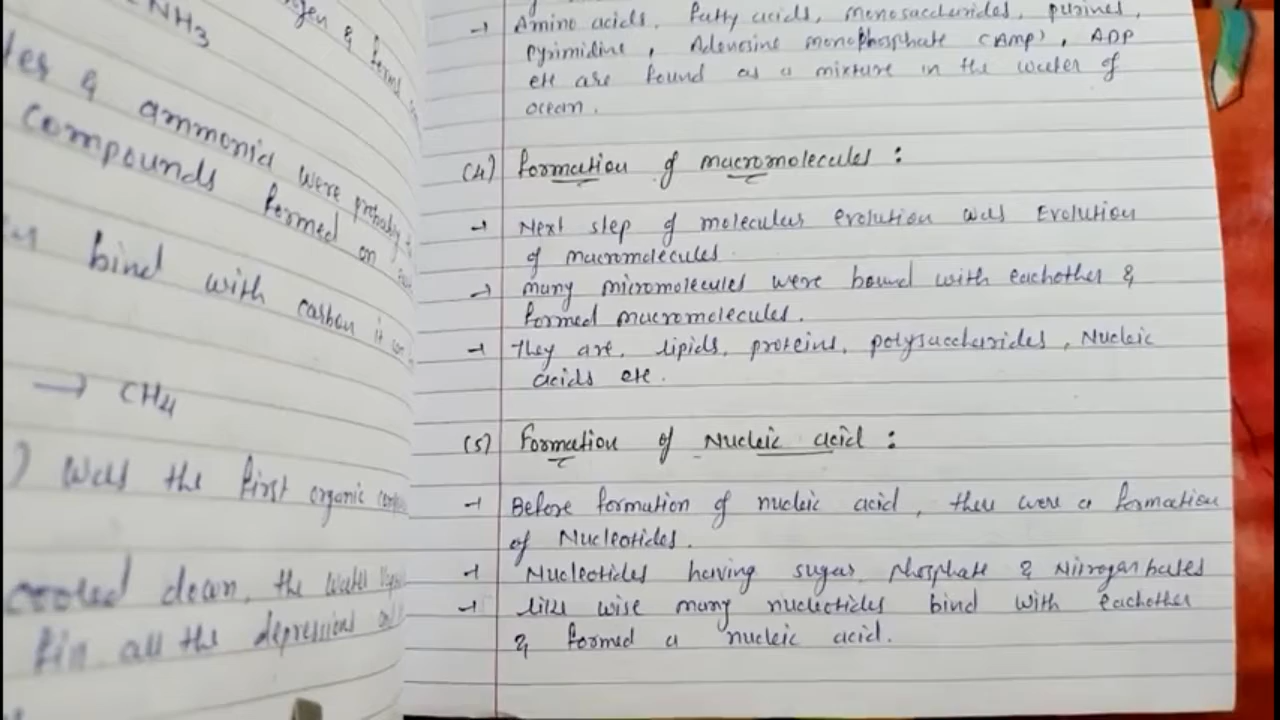 NH3
& ammonia were
compounds formed on
bind with carbon it
→ CH4
) was the first organic
cooled down, the water
fin all the depressions
→ Amino acids, fatty acids, monosaccharides, purines,
pyrimidine, Adenosine monophosphate (AMP), ADP
etc are found as a mixture in the water of
ocean.
(4) Formation of macromolecules :
→ Next step of molecular evolution was Evolution
of macromolecules.
→ many micromolecules were bound with eachother &
formed macromolecules.
→ They are, lipids, proteins, polysaccharides, Nucleic
acids etc.
(5) Formation of Nucleic acid :
→ Before formation of nucleic acid, there were a formation
of Nucleotides.
→ Nucleotides having sugar, phosphate & Nitrogan bates
→ like wise many nucleotides bind with eachother
& formed a nucleic acid.